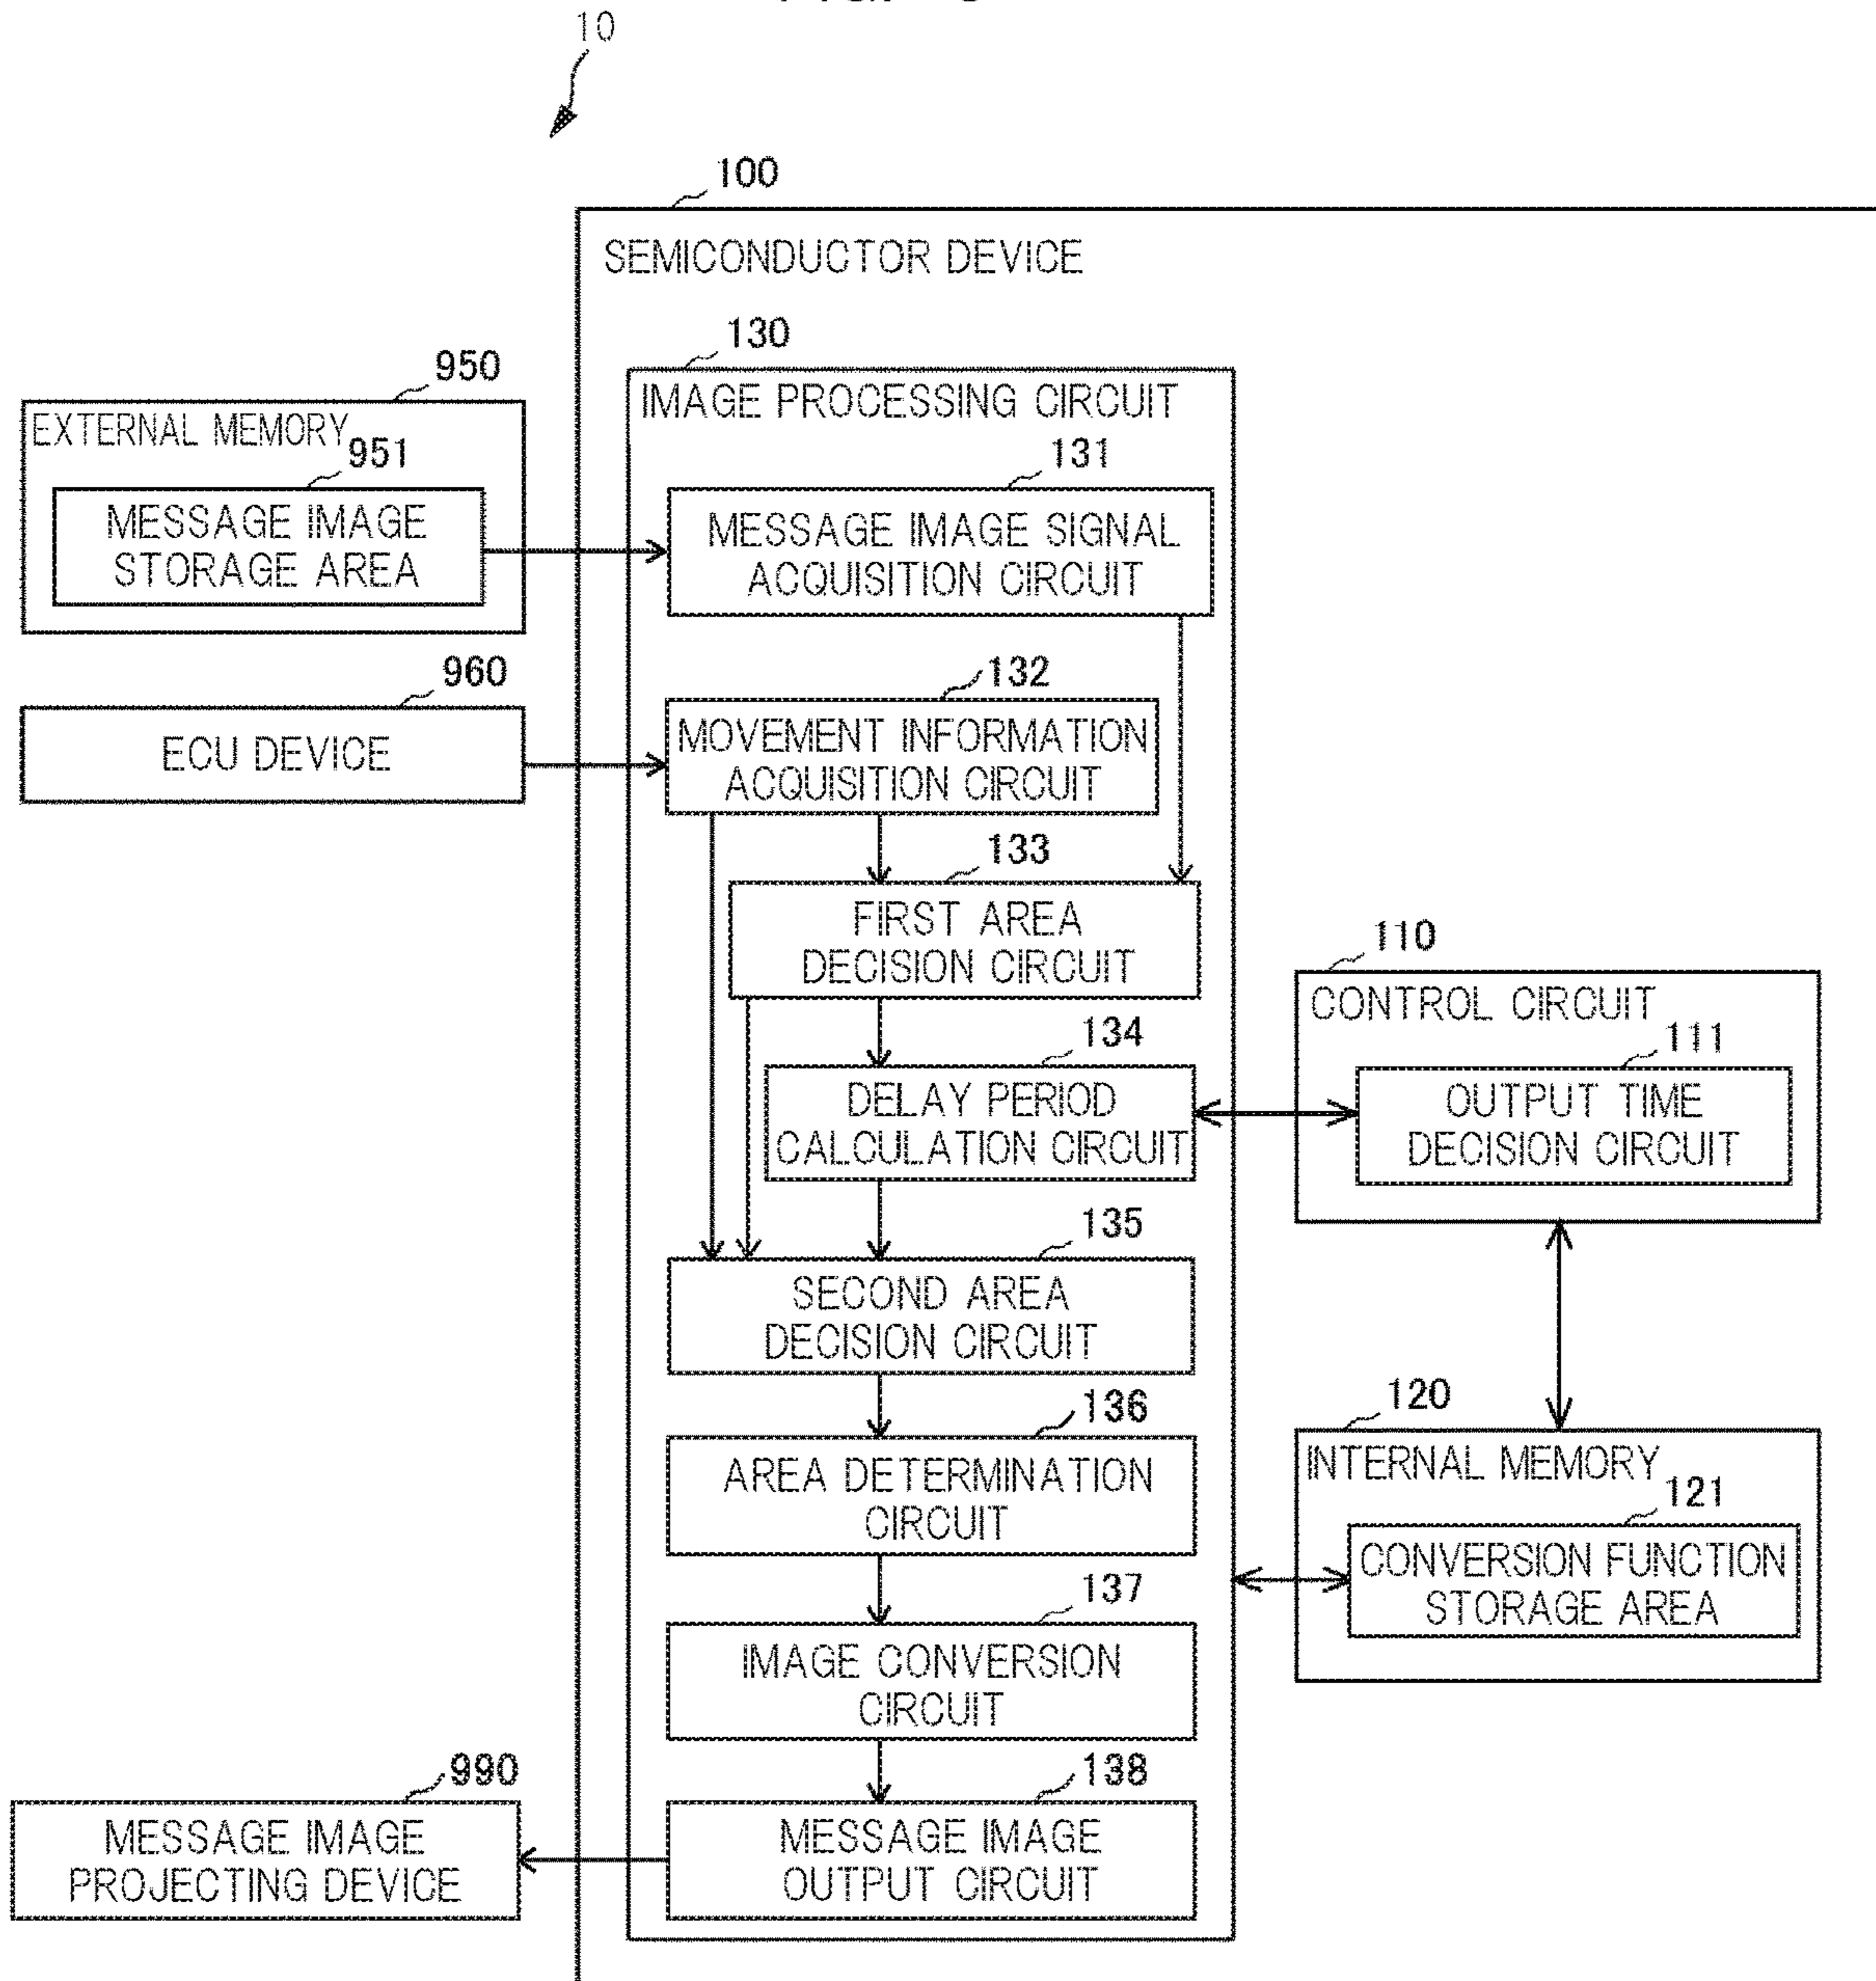 10
100
SEMICONDUCTOR DEVICE
130
IMAGE PROCESSING CIRCUIT
950
EXTERNAL MEMORY
951
MESSAGE IMAGE
STORAGE AREA
131
MESSAGE IMAGE SIGNAL
ACQUISITION CIRCUIT
960
ECU DEVICE
132
MOVEMENT INFORMATION
ACQUISITION CIRCUIT
133
FIRST AREA
DECISION CIRCUIT
110
CONTROL CIRCUIT
134
DELAY PERIOD
CALCULATION CIRCUIT
111
OUTPUT TIME
DECISION CIRCUIT
135
SECOND AREA
DECISION CIRCUIT
136
AREA DETERMINATION
CIRCUIT
120
INTERNAL MEMORY
121
CONVERSION FUNCTION
STORAGE AREA
137
IMAGE CONVERSION
CIRCUIT
990
MESSAGE IMAGE
PROJECTING DEVICE
138
MESSAGE IMAGE
OUTPUT CIRCUIT